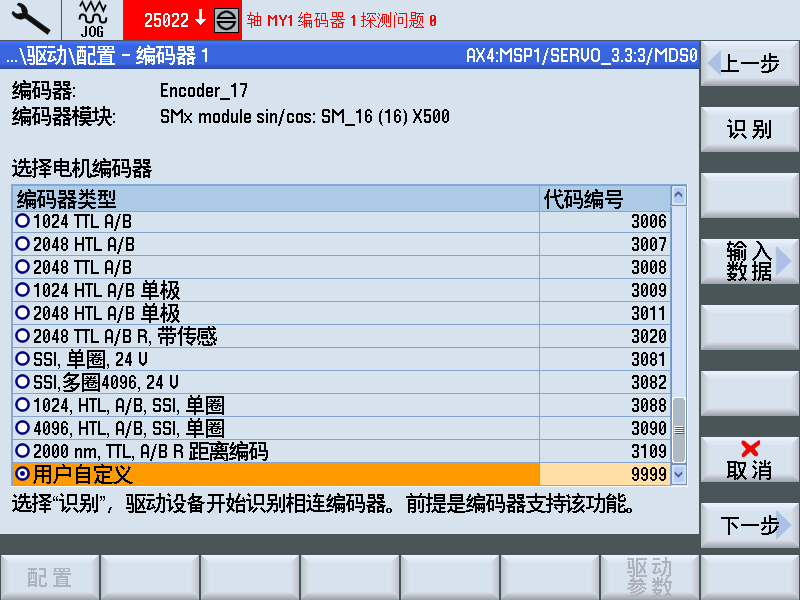 JOG
25022
轴 MY1 编码器 1 探测问题 0
...\驱动\配置 - 编码器 1
AX4:MSP1/SERVO_3.3:3/MDS0
上一步
编码器:
Encoder_17
编码器模块:
SMx module sin/cos: SM_16 (16) X500
识 别
选择电机编码器
编码器类型
代码编号
1024 TTL A/B
3006
2048 HTL A/B
3007
2048 TTL A/B
3008
输 入
数 据
1024 HTL A/B 单极
3009
2048 HTL A/B 单极
3011
2048 TTL A/B R, 带传感
3020
SSI, 单圈, 24 V
3081
SSI,多圈4096, 24 V
3082
1024, HTL, A/B, SSI, 单圈
3088
4096, HTL, A/B, SSI, 单圈
3090
2000 nm, TTL, A/B R 距离编码
3109
用户自定义
9999
取 消
选择“识别”，驱动设备开始识别相连编码器。前提是编码器支持该功能。
下一步
配 置
驱 动
参 数